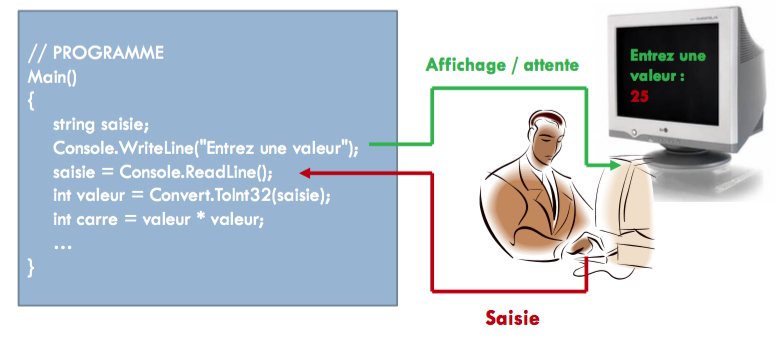 // PROGRAMME
Main()
{
string saisie;
Console.WriteLine("Entrez une valeur");
saisie = Console.ReadLine();
int valeur = Convert.ToInt32(saisie);
int carre = valeur * valeur;
...
}
Affichage / attente
Entrez une
valeur :
25
Saisie